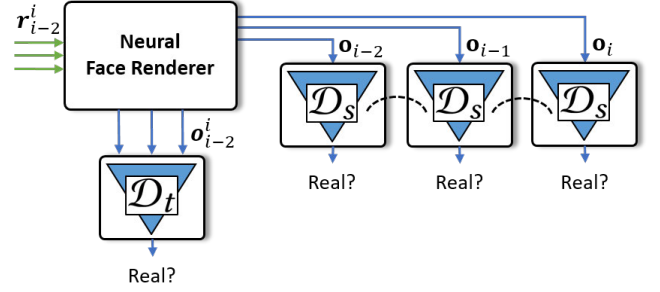 r^i_{i-2}
Neural
Face Renderer
o_{i-2}
o_{i-1}
o_i
𝒟_s
𝒟_s
𝒟_s
o^i_{i-2}
Real?
Real?
Real?
𝒟_t
Real?